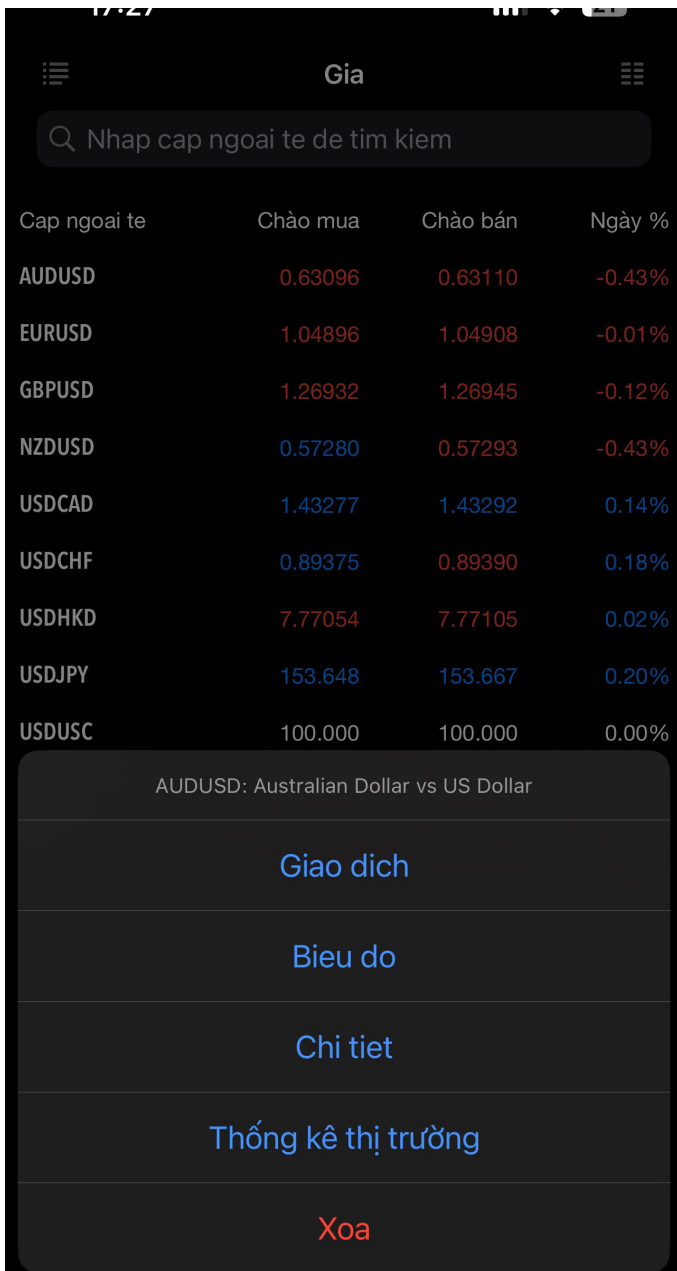 17:27
21
Gia
Nhap cap ngoai te de tim kiem
Cap ngoai te Chào mua Chào bán Ngày %
AUDUSD 0.63096 0.63110 -0.43%
EURUSD 1.04896 1.04908 -0.01%
GBPUSD 1.26932 1.26945 -0.12%
NZDUSD 0.57280 0.57293 -0.43%
USDCAD 1.43277 1.43292 0.14%
USDCHF 0.89375 0.89390 0.18%
USDHKD 7.77054 7.77105 0.02%
USDJPY 153.648 153.667 0.20%
USDUSC 100.000 100.000 0.00%
AUDUSD: Australian Dollar vs US Dollar
Giao dich
Bieu do
Chi tiet
Thống kê thị trường
Xoa